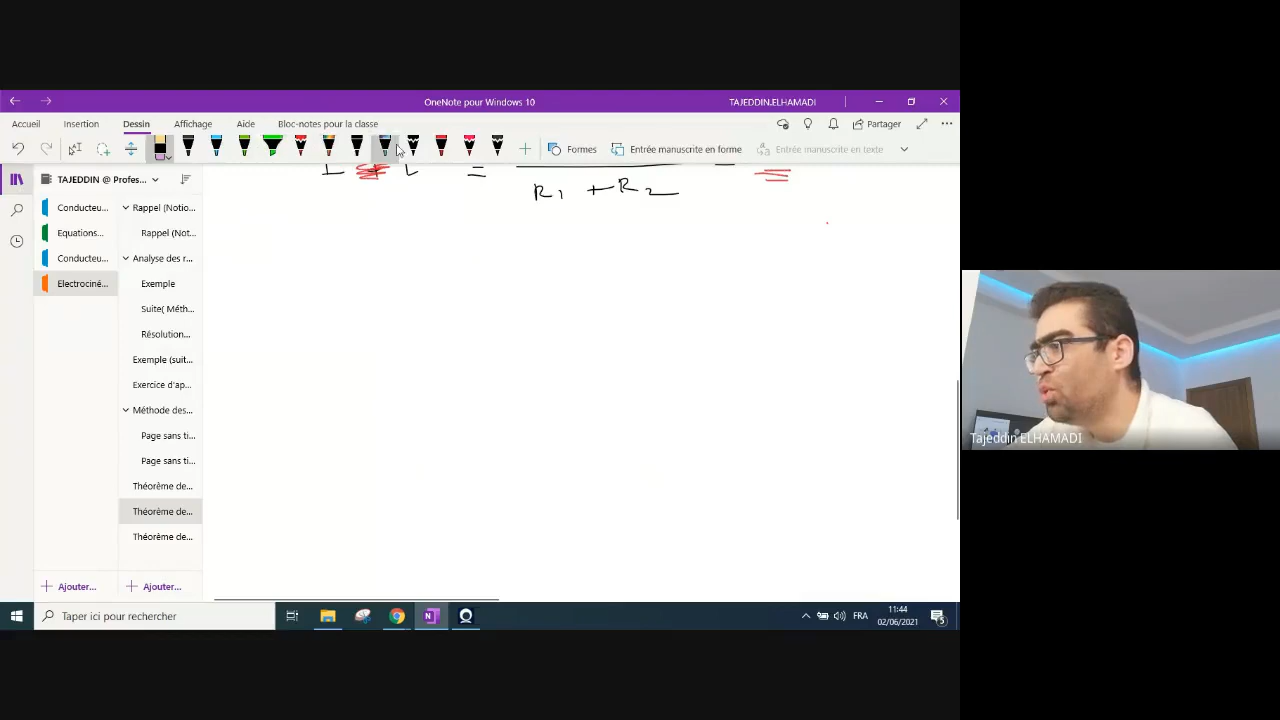 OneNote pour Windows 10
TAJEDDIN.ELHAMADI
Accueil Insertion Dessin Affichage Aide Bloc-notes pour la classe
Partager
Formes Entrée manuscrite en forme Entrée manuscrite en texte
TAJEDDIN @ Profes...
Conducteu...
Equations...
Conducteu...
Electrociné...
Rappel (Notio...
Rappel (Not...
Analyse des r...
Exemple
Suite( Méth...
Résolution...
Exemple (suit...
Exercice d'ap...
Méthode des...
Page sans ti...
Page sans ti...
Théorème de...
Théorème de...
Théorème de...
Ajouter...
Ajouter...
=
R1 + R2
Tajeddin ELHAMADI
Taper ici pour rechercher
FRA
11:44
02/06/2021
5